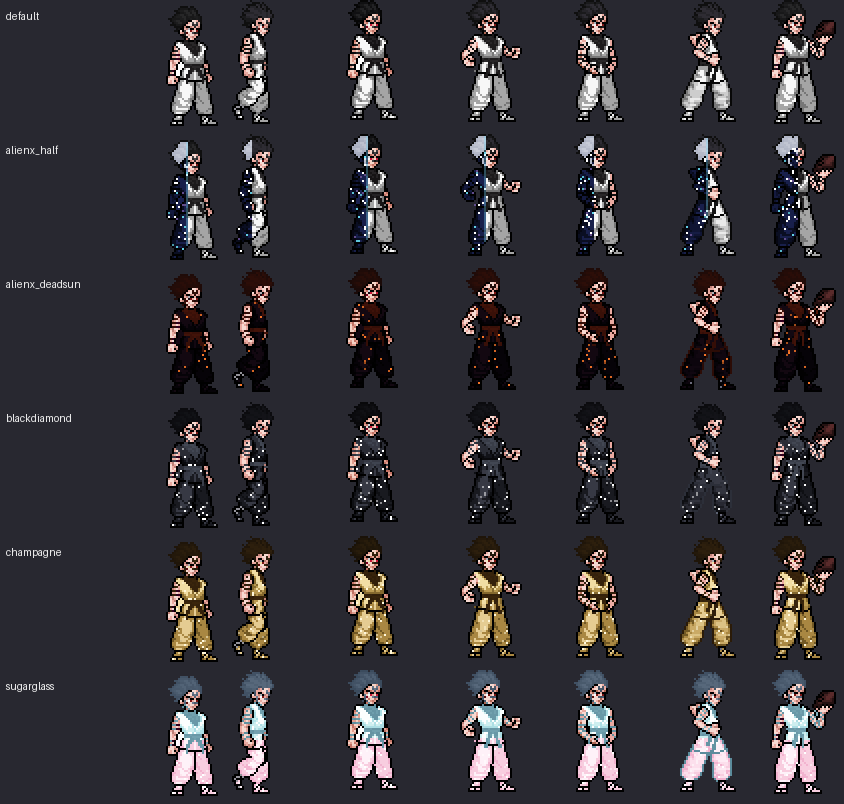 default
alienx_half
alienx_deadsun
blackdiamond
champagne
sugarglass